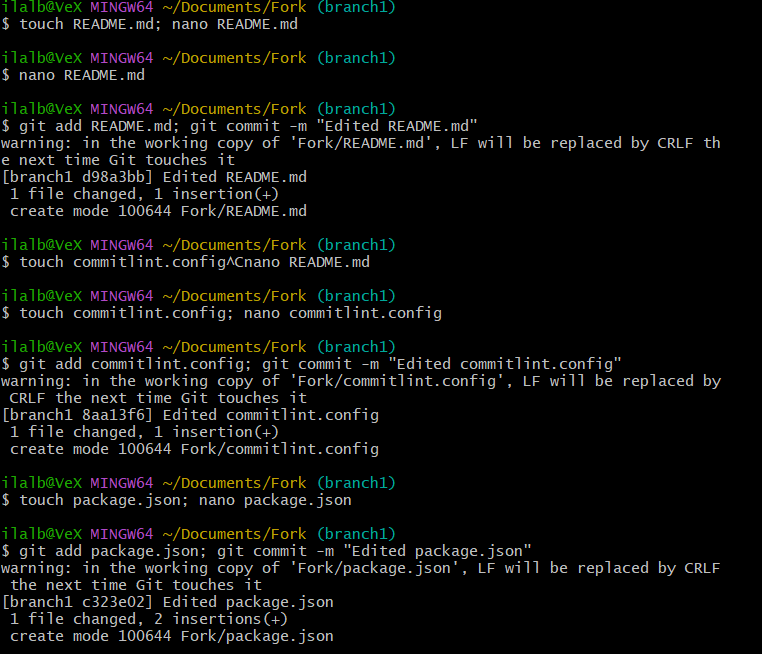 ilalb@VeX MINGW64 ~/Documents/Fork (branch1)
$ touch README.md; nano README.md
ilalb@VeX MINGW64 ~/Documents/Fork (branch1)
$ nano README.md
ilalb@VeX MINGW64 ~/Documents/Fork (branch1)
$ git add README.md; git commit -m "Edited README.md"
warning: in the working copy of 'Fork/README.md', LF will be replaced by CRLF th
e next time Git touches it
[branch1 d98a3bb] Edited README.md
 1 file changed, 1 insertion(+)
 create mode 100644 Fork/README.md
ilalb@VeX MINGW64 ~/Documents/Fork (branch1)
$ touch commitlint.config^Cnano README.md
ilalb@VeX MINGW64 ~/Documents/Fork (branch1)
$ touch commitlint.config; nano commitlint.config
ilalb@VeX MINGW64 ~/Documents/Fork (branch1)
$ git add commitlint.config; git commit -m "Edited commitlint.config"
warning: in the working copy of 'Fork/commitlint.config', LF will be replaced by
 CRLF the next time Git touches it
[branch1 8aa13f6] Edited commitlint.config
 1 file changed, 1 insertion(+)
 create mode 100644 Fork/commitlint.config
ilalb@VeX MINGW64 ~/Documents/Fork (branch1)
$ touch package.json; nano package.json
ilalb@VeX MINGW64 ~/Documents/Fork (branch1)
$ git add package.json; git commit -m "Edited package.json"
warning: in the working copy of 'Fork/package.json', LF will be replaced by CRLF
 the next time Git touches it
[branch1 c323e02] Edited package.json
 1 file changed, 2 insertions(+)
 create mode 100644 Fork/package.json